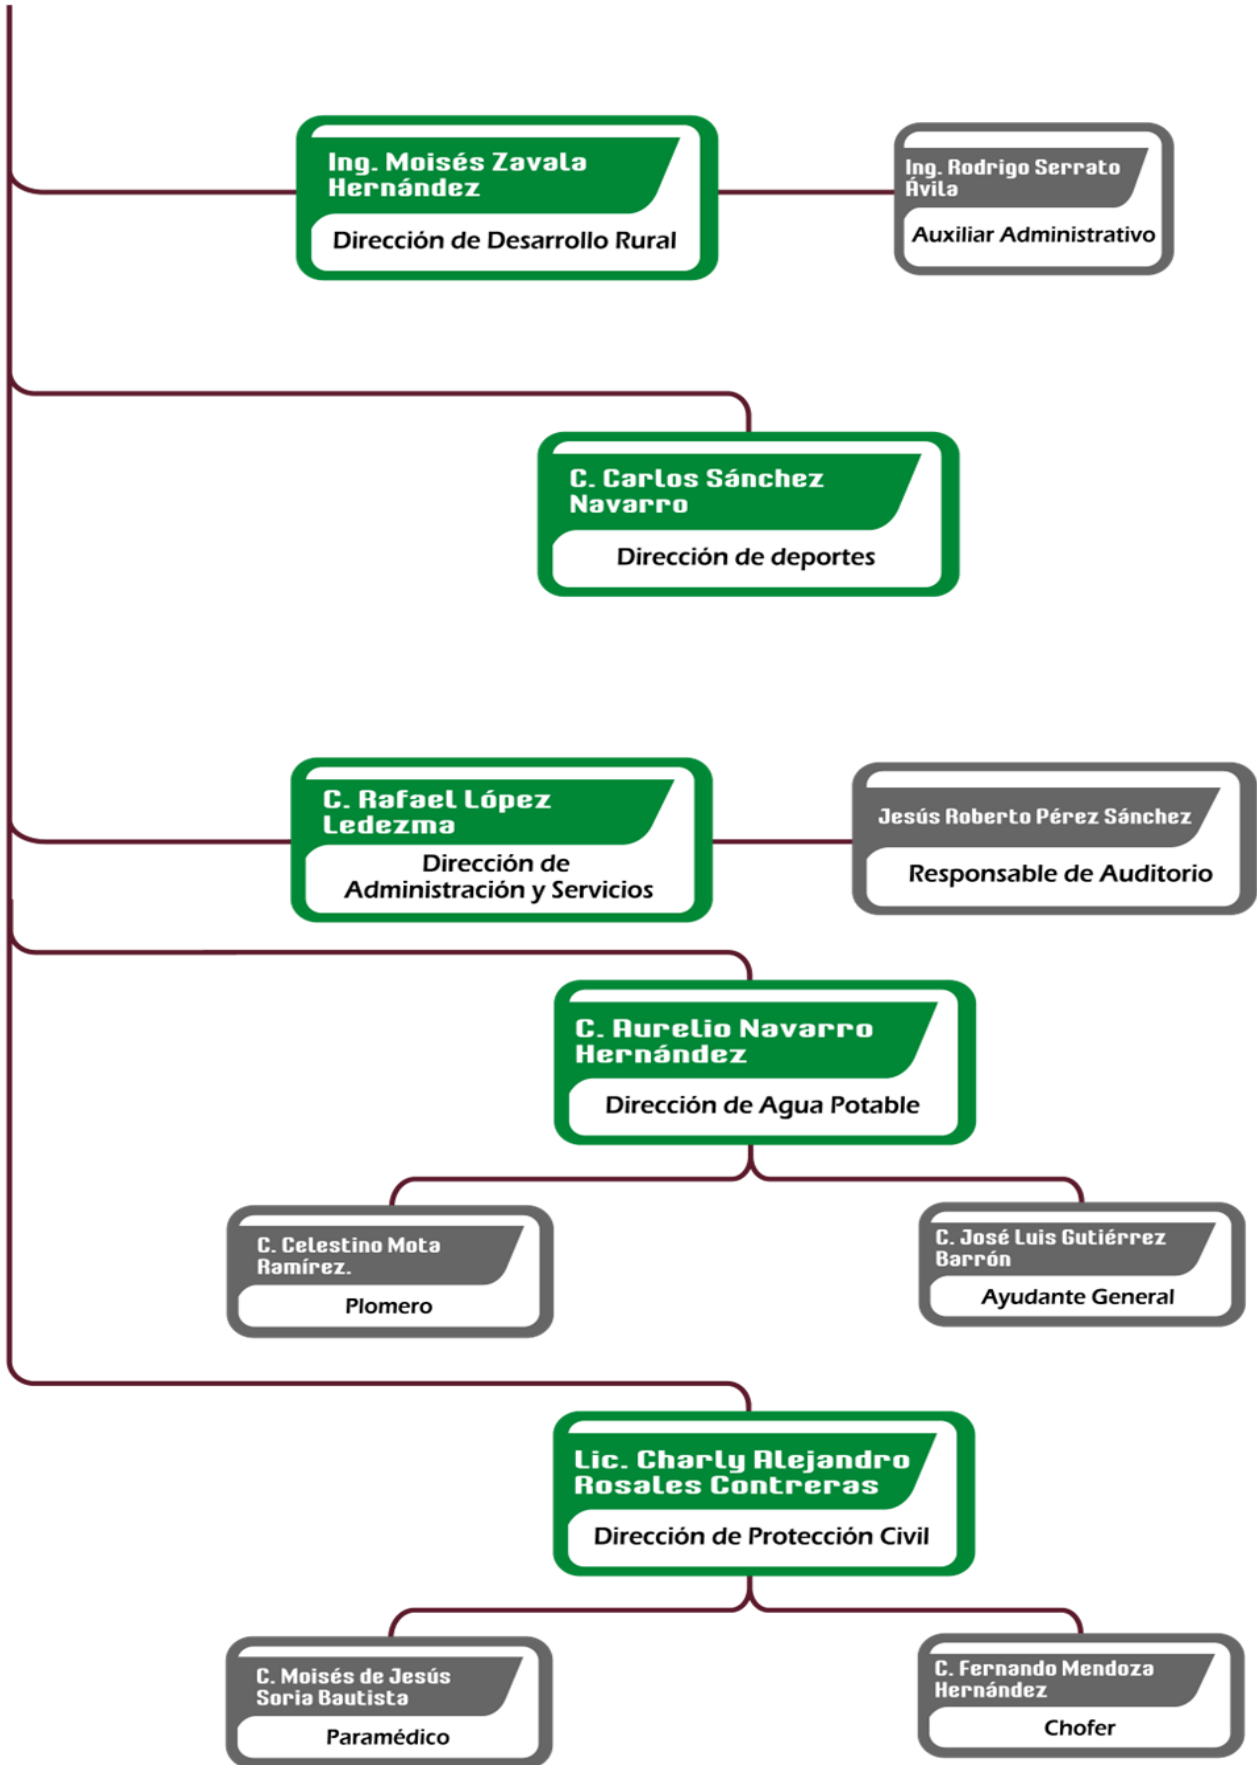 Ing. Moisés Zavala
Hernández
Dirección de Desarrollo Rural
Ing. Rodrigo Serrato
Ávila
Auxiliar Administrativo
C. Carlos Sánchez
Navarro
Dirección de deportes
C. Rafael López
Ledezma
Dirección de
Administración y Servicios
Jesús Roberto Pérez Sánchez
Responsable de Auditorio
C. Aurelio Navarro
Hernández
Dirección de Agua Potable
C. Celestino Mota
Ramírez.
Plomero
C. José Luis Gutiérrez
Barrón
Ayudante General
Lic. Charly Alejandro
Rosales Contreras
Dirección de Protección Civil
C. Moisés de Jesús
Soria Bautista
Paramédico
C. Fernando Mendoza
Hernández
Chofer